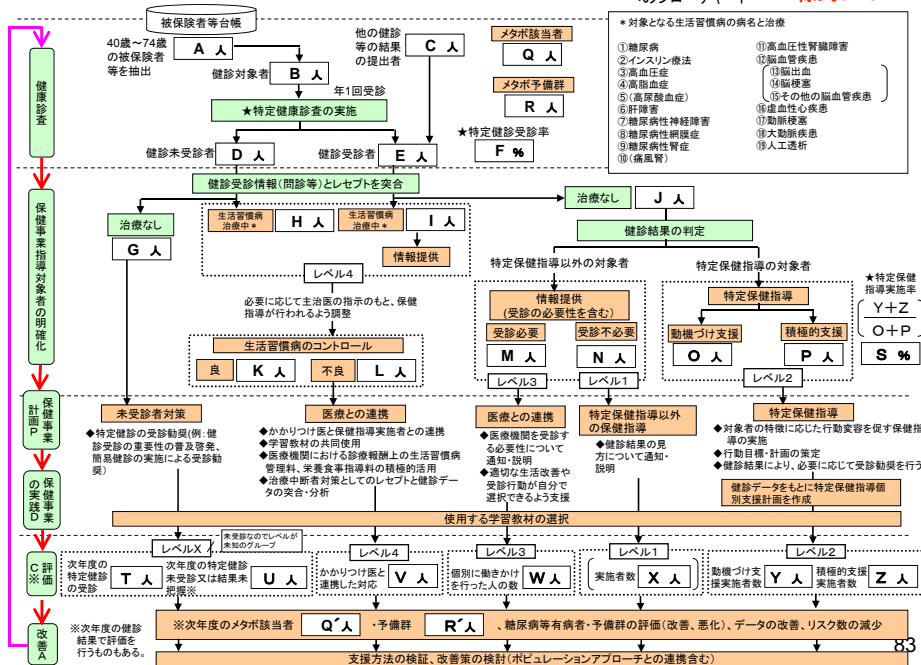 被保険者等台帳
40歳～74歳
の被保険者
等を抽出
A 人
他の健診
等の結果
の提出者
C 人
健診対象者
B 人
年1回受診
★特定健康診査の実施
健診未受診者
D 人
健診受診者
E 人
メタボ該当者
Q 人
メタボ予備群
R 人
★特定健診受診率
F %
*対象となる生活習慣病の病名と治療
①糖尿病
②インスリン療法
③高血圧症
④高脂血症
⑤(高尿酸血症)
⑥肝障害
⑦糖尿病性神経障害
⑧糖尿病性網膜症
⑨糖尿病性腎症
⑩(痛風腎)
⑪高血圧性腎臓障害
⑫脳血管疾患
⑬脳出血
⑭脳梗塞
⑮その他の脳血管疾患
⑯虚血性心疾患
⑰動脈梗塞
⑱大動脈疾患
⑲人工透析
健康診査
健診受診情報(問診等)とレセプトを突合
治療なし
G 人
生活習慣病
治療中*
H 人
生活習慣病
治療中*
I 人
情報提供
レベル4
治療なし
J 人
健診結果の判定
特定保健指導以外の対象者
特定保健指導の対象者
情報提供
(受診の必要性を含む)
受診必要
M 人
受診不必要
N 人
レベル3
レベル1
特定保健指導
動機づけ支援
O 人
積極的支援
P 人
レベル2
★特定保健
指導実施率
Y+Z
O+P
S %
必要に応じて主治医の指示のもと、保健
指導が行われるよう調整
生活習慣病のコントロール
良
K 人
不良
L 人
保健事業指導対象者の明確化
保健事業
計画P
未受診者対策
◆特定健診の受診勧奨(例:健
診受診の重要性の普及啓発、
簡易健診の実施による受診勧
奨)
医療との連携
◆かかりつけ医と保健指導実施者との連携
◆学習教材の共同使用
◆医療機関における診療報酬上の生活習慣病
管理料、栄養食事指導料の積極的活用
◆治療中断者対策としてのレセプトと健診デー
タの突合・分析
医療との連携
◆医療機関を受診す
る必要性について
通知・説明
◆適切な生活改善や
受診行動が自分で
選択できるよう支援
特定保健指導以外
の保健指導
◆健診結果の見
方について通知・
説明
特定保健指導
◆対象者の特徴に応じた行動変容を促す保健指
導の実施
◆行動目標・計画の策定
◆健診結果により、必要に応じて受診勧奨を行う
健診データをもとに特定保健指導個
別支援計画を作成
保健事業
の実践D
使用する学習教材の選択
C評価
※
レベルX
未受診なのでレベルが
未知のグループ
次年度の
特定健診
の受診
T 人
次年度の特定健診
未受診又は結果未
把握※
U 人
レベル4
かかりつけ医と
連携した対応
V 人
レベル3
個別に働きかけ
を行った人の数
W 人
レベル1
実施者数
X 人
レベル2
動機づけ支
援実施者数
Y 人
積極的支援
実施者数
Z 人
改善A
※次年度の健診
結果で評価を
行うものもある。
※次年度のメタボ該当者 Q´人 ・予備群 R´人 、糖尿病等有病者・予備群の評価(改善、悪化)、データの改善、リスク数の減少
支援方法の検証、改善策の検討(ポピュレーションアプローチとの連携含む)
83